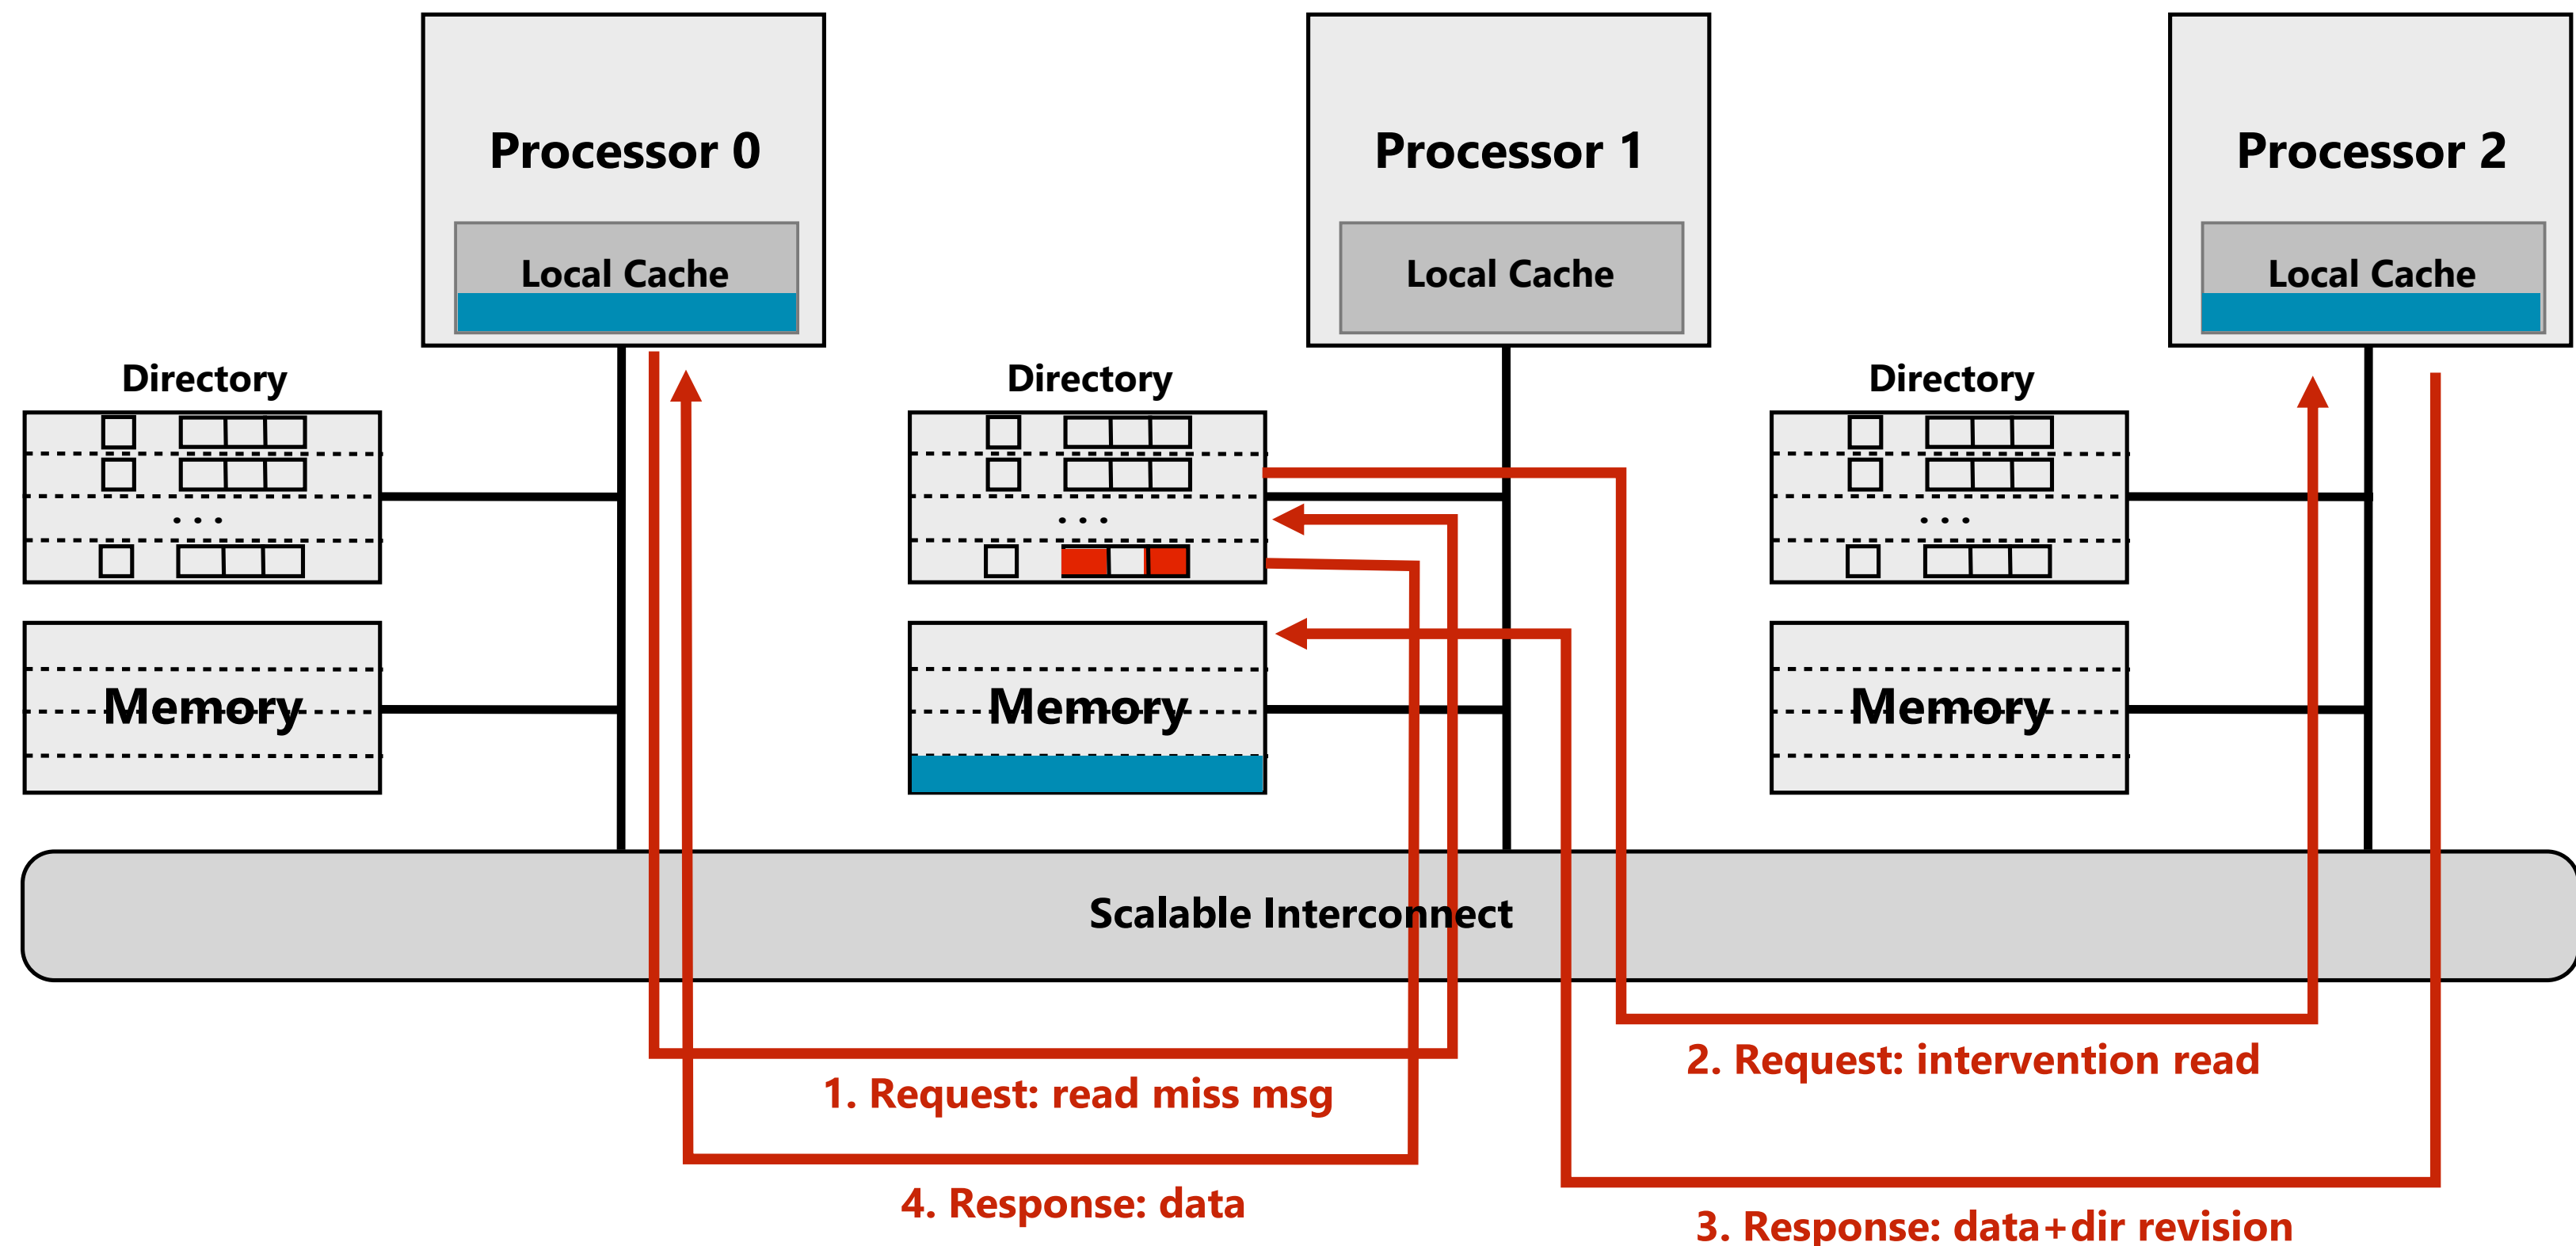 Processor 0
Processor 1
Processor 2
Local Cache
Local Cache
Local Cache
Directory
Directory
Directory
. . .
. . .
. . .
Memory
Memory
Memory
Scalable Interconnect
1. Request: read miss msg
2. Request: intervention read
4. Response: data
3. Response: data+dir revision